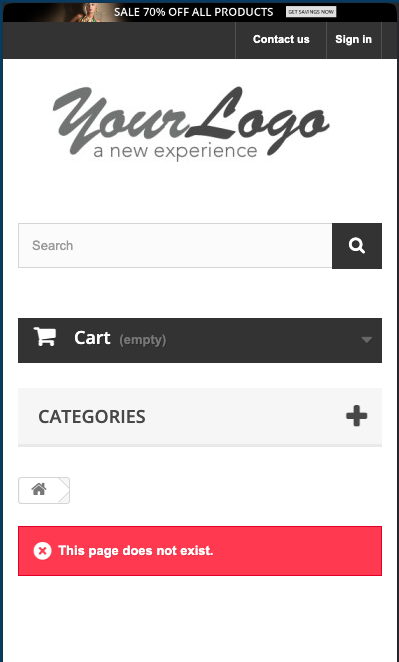 SALE 70% OFF ALL PRODUCTS GET SAVINGS NOW
Contact us Sign in
YourLogo
a new experience
Search
Cart (empty)
CATEGORIES
This page does not exist.